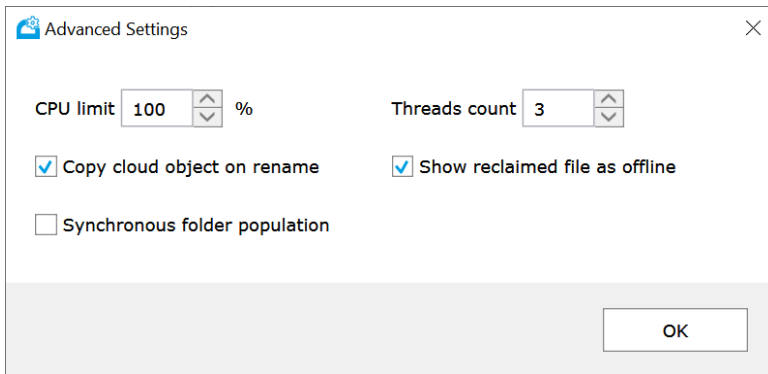 Advanced Settings
CPU limit 100 % Threads count 3
Copy cloud object on rename Show reclaimed file as offline
Synchronous folder population
OK